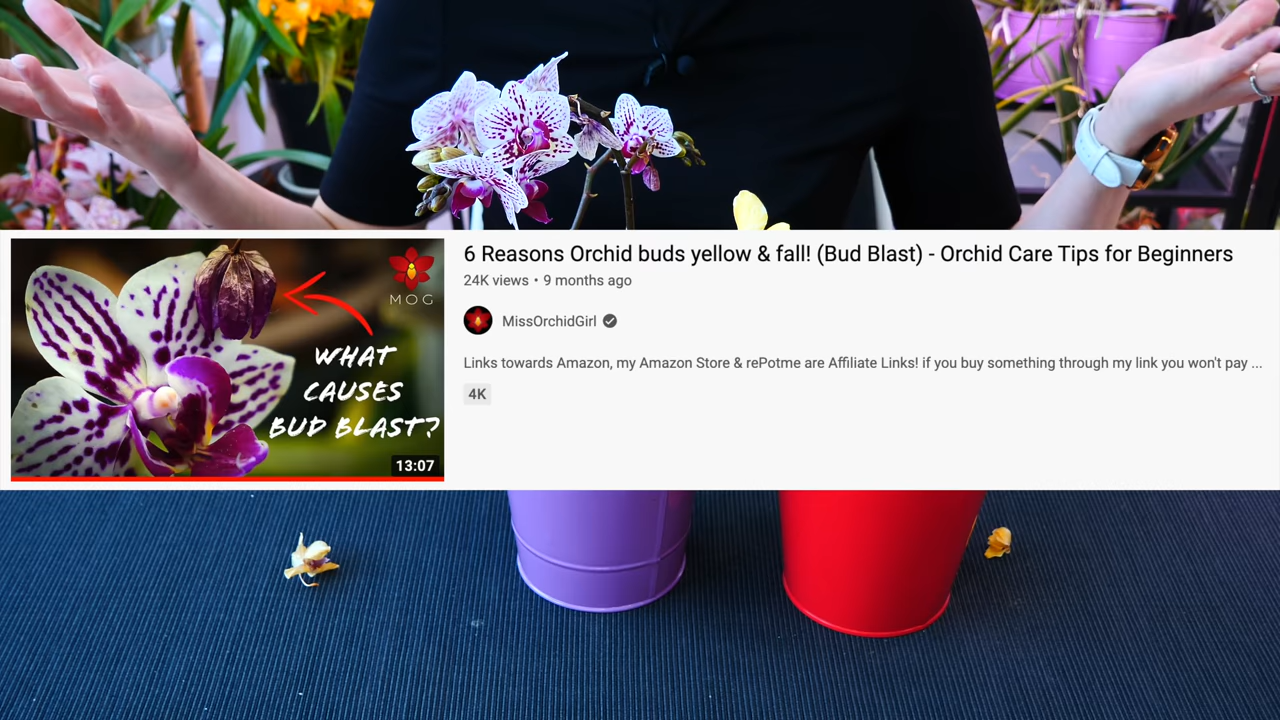 6 Reasons Orchid buds yellow & fall! (Bud Blast) - Orchid Care Tips for Beginners
24K views • 9 months ago
MissOrchidGirl
Links towards Amazon, my Amazon Store & rePotme are Affiliate Links! if you buy something through my link you won't pay ...
4K
MOG
WHAT
CAUSES
BUD BLAST?
13:07